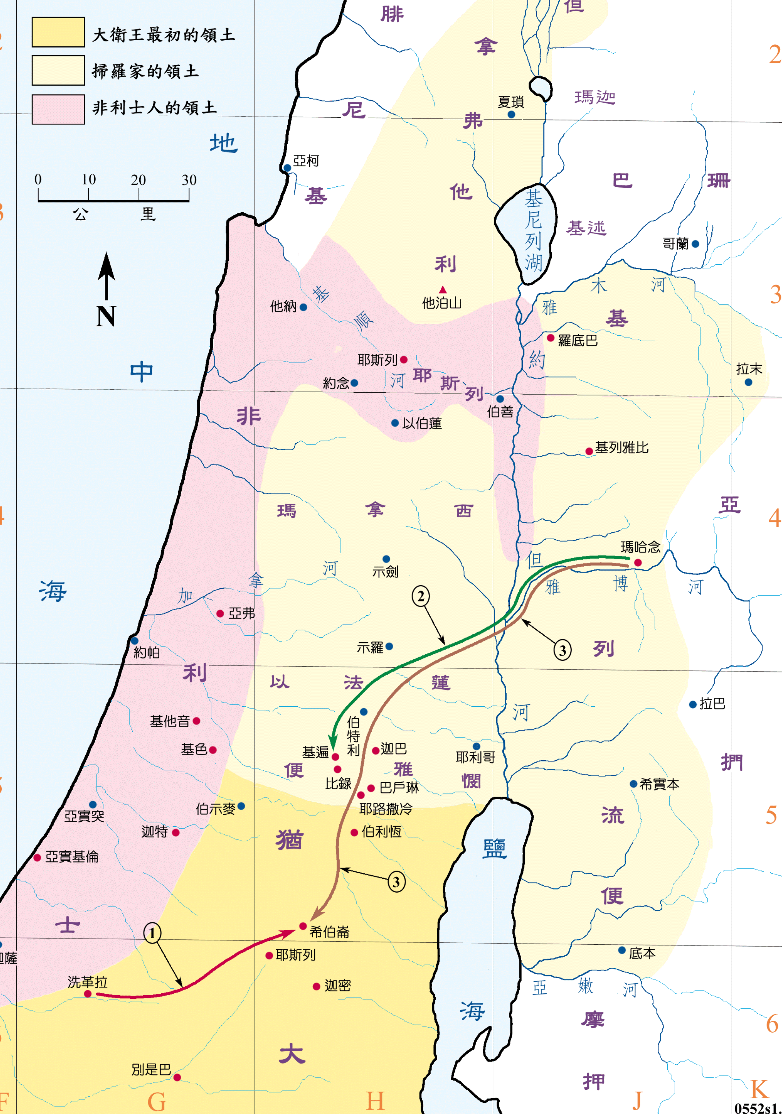 大衛王最初的領土
掃羅家的領土
非利士人的領土
0 10 20 30
公里
N
腓尼基
拿弗他利
但
2
2
瑪迦
夏瑣
地中海
亞柯
巴珊
基述
基尼列湖
哥蘭
3
3
他泊山
木
河
雅
他納
基順河
基列
羅底巴
耶斯列
耶斯列
約念
約
伯善
拉末
以伯蓮
非利士
基列雅比
4
4
瑪拿西
亞捫
瑪哈念
示劍
但
雅博河
加拿河
亞弗
2
3
約帕
示羅
以法蓮
基他音
伯特利
河
拉巴
基色
基遍
迦巴
耶利哥
便雅憫
比錄
巴戶琳
希實本
亞實突
伯示麥
耶路撒冷
5
5
流便
迦特
猶大
伯利恆
鹽海
亞實基倫
3
1
希伯崙
迦薩
耶斯列
底本
洗革拉
迦密
亞嫩河
摩押
6
別是巴
F
G
H
J
K
0552s1.